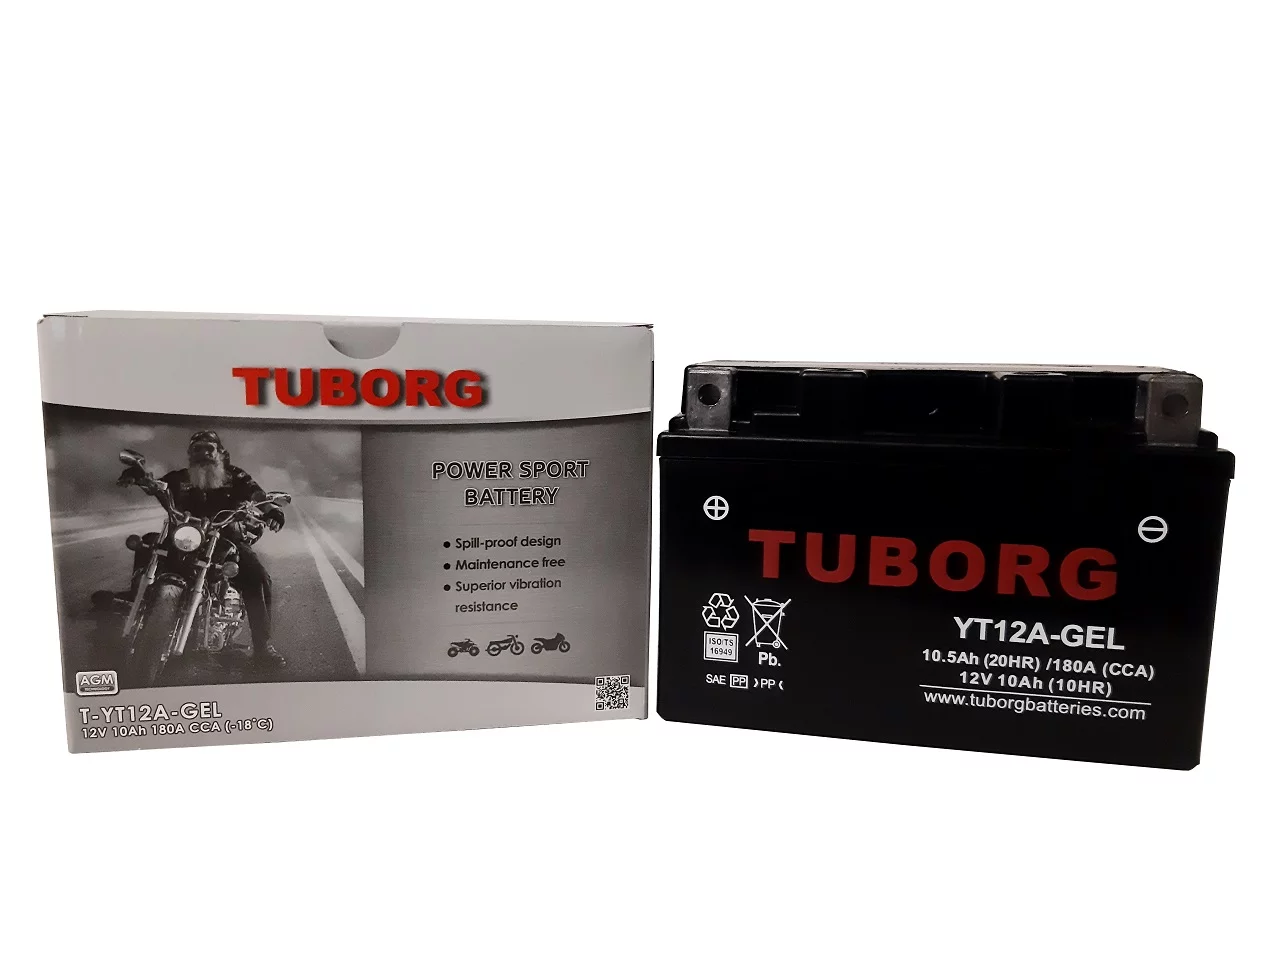 TUBORG
POWER SPORT
BATTERY
● Spill-proof design
● Maintenance free
● Superior vibration
resistance
AGM
TECHNOLOGY
T-YT12A-GEL
12V 10Ah 180A CCA (-18°C)
TUBORG
YT12A-GEL
10.5Ah (20HR) /180A (CCA)
12V 10Ah (10HR)
www.tuborgbatteries.com
ISO/TS
16949
Pb.
SAE PP >PP<